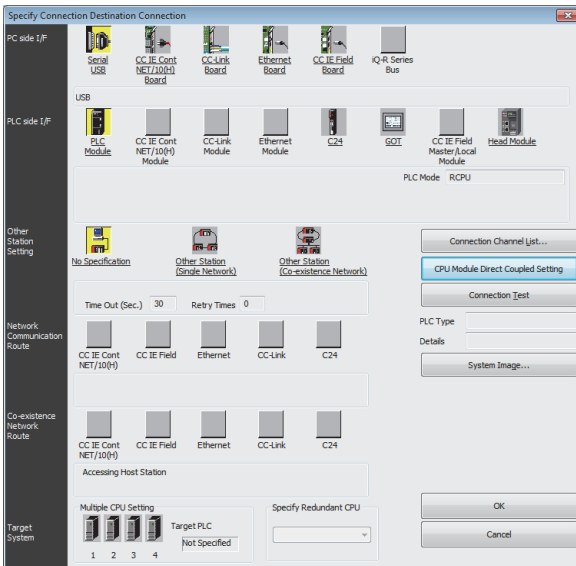 Specify Connection Destination Connection
PC side I/F
Serial USB
CC IE Cont NET/10(H) Board
CC-Link Board
Ethernet Board
CC IE Field Board
iQ-R Series Bus
USB
PLC side I/F
PLC Module
CC IE Cont NET/10(H) Module
CC-Link Module
Ethernet Module
C24
GOT
CC IE Field Master/Local Module
Head Module
PLC Mode RCPU
Other Station Setting
No Specification
Other Station (Single Network)
Other Station (Co-existence Network)
Time Out (Sec.) 30 Retry Times 0
Connection Channel List...
CPU Module Direct Coupled Setting
Connection Test
PLC Type
Details
System Image...
Network Communication Route
CC IE Cont NET/10(H)
CC IE Field
Ethernet
CC-Link
C24
Co-existence Network Route
CC IE Cont NET/10(H)
CC IE Field
Ethernet
CC-Link
C24
Accessing Host Station
Target System
Multiple CPU Setting
1 2 3 4
Target PLC
Not Specified
Specify Redundant CPU
OK
Cancel